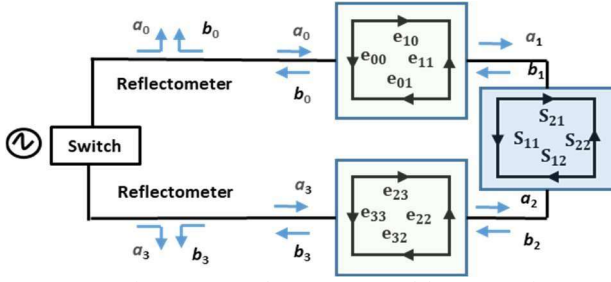 a₀ b₀ a₀ a₁
e₁₀
e₀₀ e₁₁
e₀₁
b₀ b₁
Reflectometer
S₂₁
S₁₁ S₂₂
S₁₂
Switch
Reflectometer
a₃ a₂
e₂₃
e₃₃ e₂₂
e₃₂
a₃ b₃ b₃ b₂